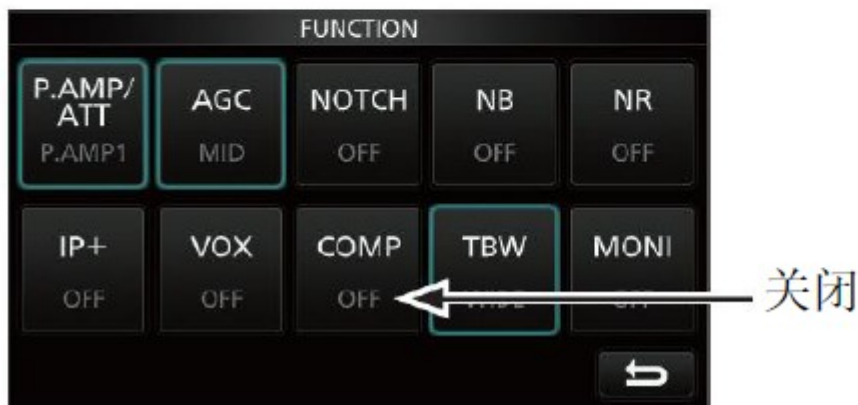 FUNCTION
P.AMP/ATT AGC NOTCH NB NR
P.AMP1 MID OFF OFF OFF
IP+ VOX COMP TBW MONI
OFF OFF OFF
关闭